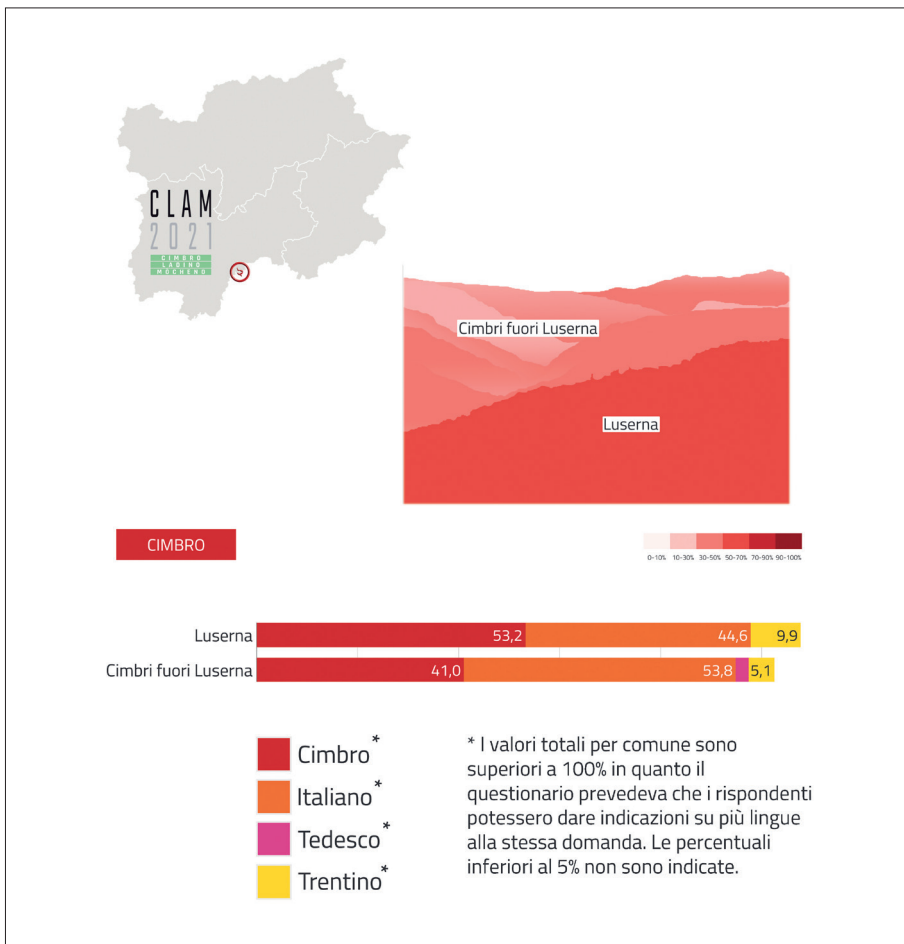 CLAM
2021
CIMBRO
LADINO
MOCHENO
Cimbri fuori Luserna
Luserna
CIMBRO
0-10% 10-30% 30-50% 50-70% 70-90% 90-100%
Luserna 53,2 44,6 9,9
Cimbri fuori Luserna 41,0 53,8 5,1
Cimbro*
Italiano*
Tedesco*
Trentino*
* I valori totali per comune sono
superiori a 100% in quanto il
questionario prevedeva che i rispondenti
potessero dare indicazioni su più lingue
alla stessa domanda. Le percentuali
inferiori al 5% non sono indicate.